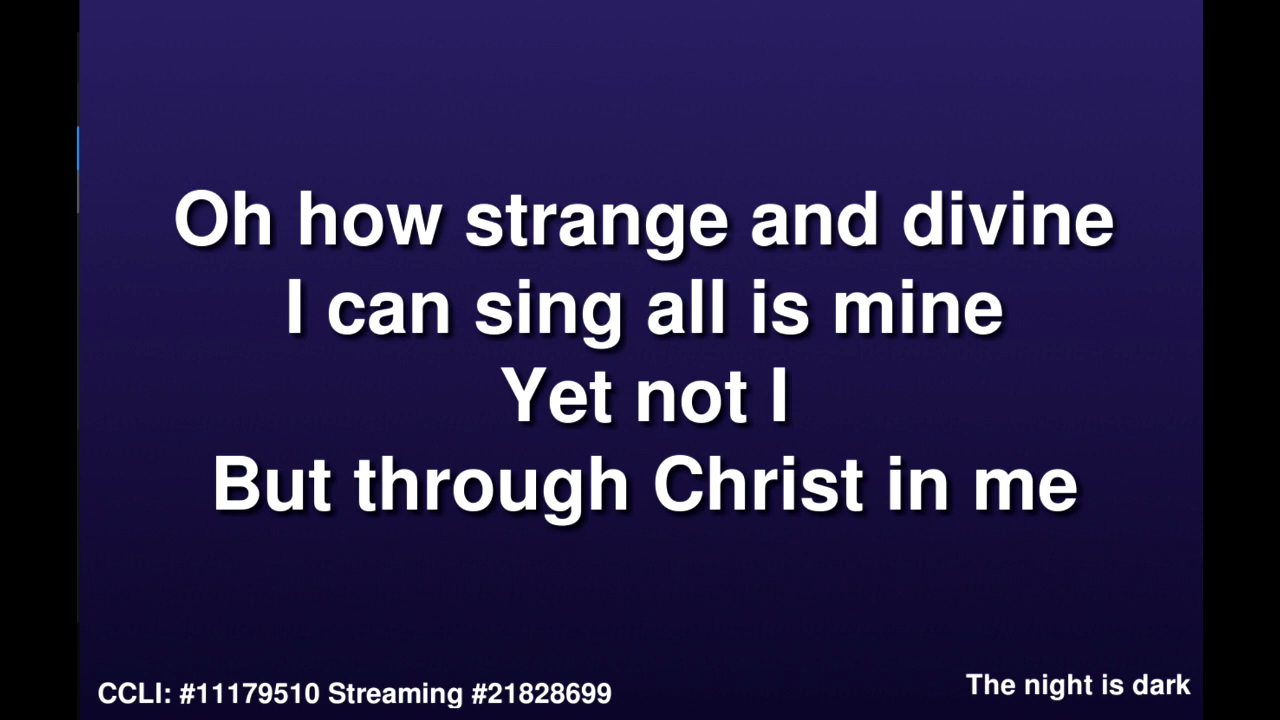 Oh how strange and divine
I can sing all is mine
Yet not I
But through Christ in me
CCLI: #11179510 Streaming #21828699
The night is dark